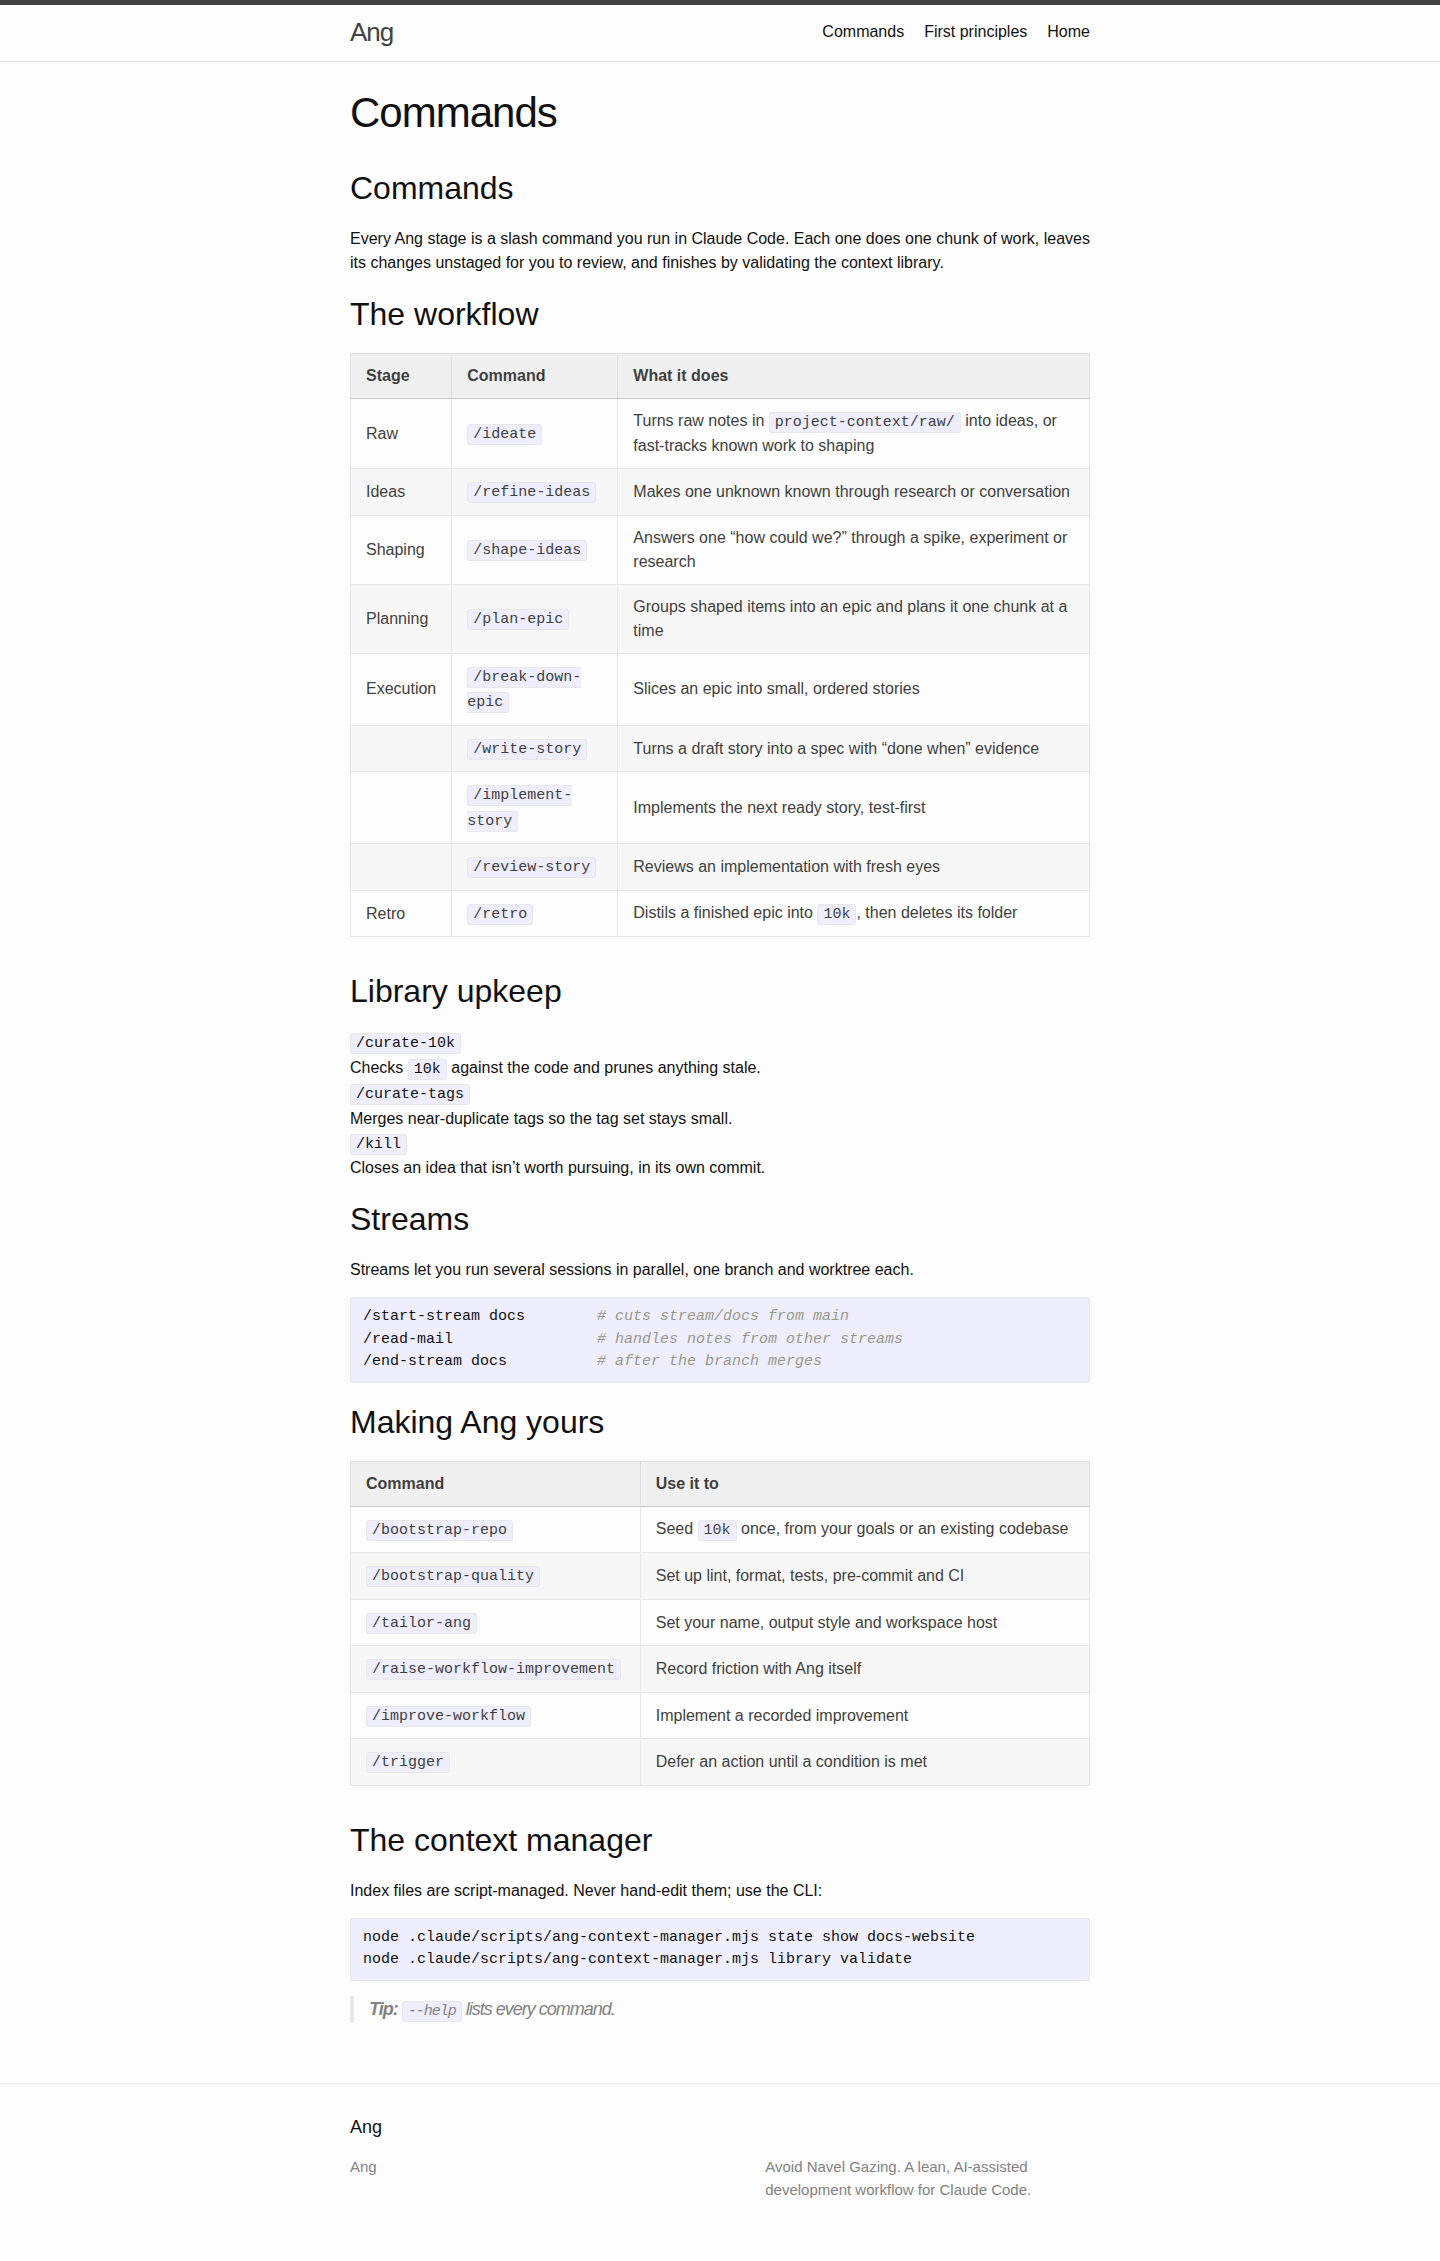 Ang
Commands First principles Home
Commands
Commands
Every Ang stage is a slash command you run in Claude Code. Each one does one chunk of work, leaves
its changes unstaged for you to review, and finishes by validating the context library.
The workflow
Stage Command What it does
Raw /ideate Turns raw notes in project-context/raw/ into ideas, or
fast-tracks known work to shaping
Ideas /refine-ideas Makes one unknown known through research or conversation
Shaping /shape-ideas Answers one “how could we?” through a spike, experiment or
research
Planning /plan-epic Groups shaped items into an epic and plans it one chunk at a
time
Execution /break-down-
epic Slices an epic into small, ordered stories
/write-story Turns a draft story into a spec with “done when” evidence
/implement-
story Implements the next ready story, test-first
/review-story Reviews an implementation with fresh eyes
Retro /retro Distils a finished epic into 10k, then deletes its folder
Library upkeep
/curate-10k
Checks 10k against the code and prunes anything stale.
/curate-tags
Merges near-duplicate tags so the tag set stays small.
/kill
Closes an idea that isn’t worth pursuing, in its own commit.
Streams
Streams let you run several sessions in parallel, one branch and worktree each.
/start-stream docs # cuts stream/docs from main
/read-mail # handles notes from other streams
/end-stream docs # after the branch merges
Making Ang yours
Command Use it to
/bootstrap-repo Seed 10k once, from your goals or an existing codebase
/bootstrap-quality Set up lint, format, tests, pre-commit and CI
/tailor-ang Set your name, output style and workspace host
/raise-workflow-improvement Record friction with Ang itself
/improve-workflow Implement a recorded improvement
/trigger Defer an action until a condition is met
The context manager
Index files are script-managed. Never hand-edit them; use the CLI:
node .claude/scripts/ang-context-manager.mjs state show docs-website
node .claude/scripts/ang-context-manager.mjs library validate
Tip: --help lists every command.
Ang
Ang
Avoid Navel Gazing. A lean, AI-assisted
development workflow for Claude Code.